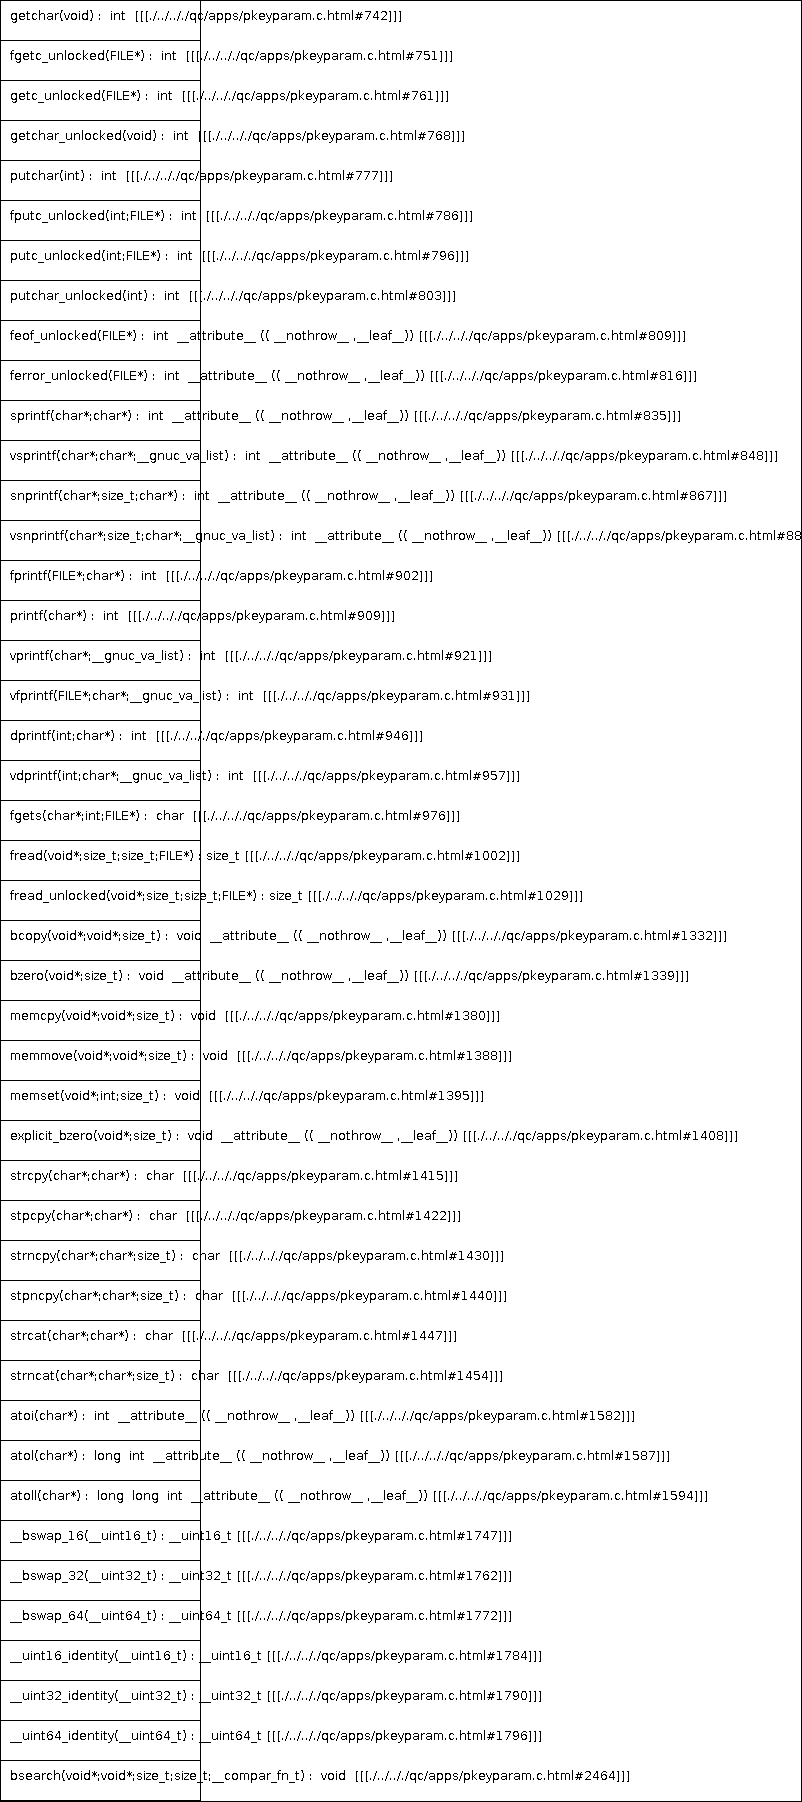 getchar(void) : int [[[./../../qc/apps/pkeyparam.c.html#742]]]
fgetc_unlocked(FILE*) : int [[[./../../qc/apps/pkeyparam.c.html#751]]]
getc_unlocked(FILE*) : int [[[./../../qc/apps/pkeyparam.c.html#761]]]
getchar_unlocked(void) : int [[[./../../qc/apps/pkeyparam.c.html#768]]]
putchar(int) : int [[[./../../qc/apps/pkeyparam.c.html#777]]]
fputc_unlocked(int;FILE*) : int [[[./../../qc/apps/pkeyparam.c.html#786]]]
putc_unlocked(int;FILE*) : int [[[./../../qc/apps/pkeyparam.c.html#796]]]
putchar_unlocked(int) : int [[[./../../qc/apps/pkeyparam.c.html#803]]]
feof_unlocked(FILE*) : int __attribute__ (( __nothrow__ ,__leaf__)) [[[./../../qc/apps/pkeyparam.c.html#809]]]
ferror_unlocked(FILE*) : int __attribute__ (( __nothrow__ ,__leaf__)) [[[./../../qc/apps/pkeyparam.c.html#816]]]
sprintf(char*;char*) : int __attribute__ (( __nothrow__ ,__leaf__)) [[[./../../qc/apps/pkeyparam.c.html#835]]]
vsprintf(char*;char*;__gnuc_va_list) : int __attribute__ (( __nothrow__ ,__leaf__)) [[[./../../qc/apps/pkeyparam.c.html#848]]]
snprintf(char*;size_t;char*) : int __attribute__ (( __nothrow__ ,__leaf__)) [[[./../../qc/apps/pkeyparam.c.html#867]]]
vsnprintf(char*;size_t;char*;__gnuc_va_list) : int __attribute__ (( __nothrow__ ,__leaf__)) [[[./../../qc/apps/pkeyparam.c.html#88
fprintf(FILE*;char*) : int [[[./../../qc/apps/pkeyparam.c.html#902]]]
printf(char*) : int [[[./../../qc/apps/pkeyparam.c.html#909]]]
vprintf(char*;__gnuc_va_list) : int [[[./../../qc/apps/pkeyparam.c.html#921]]]
vfprintf(FILE*;char*;__gnuc_va_list) : int [[[./../../qc/apps/pkeyparam.c.html#931]]]
dprintf(int;char*) : int [[[./../../qc/apps/pkeyparam.c.html#946]]]
vdprintf(int;char*;__gnuc_va_list) : int [[[./../../qc/apps/pkeyparam.c.html#957]]]
fgets(char*;int;FILE*) : char [[[./../../qc/apps/pkeyparam.c.html#976]]]
fread(void*;size_t;size_t;FILE*) : size_t [[[./../../qc/apps/pkeyparam.c.html#1002]]]
fread_unlocked(void*;size_t;size_t;FILE*) : size_t [[[./../../qc/apps/pkeyparam.c.html#1029]]]
bcopy(void*;void*;size_t) : void __attribute__ (( __nothrow__ ,__leaf__)) [[[./../../qc/apps/pkeyparam.c.html#1332]]]
bzero(void*;size_t) : void __attribute__ (( __nothrow__ ,__leaf__)) [[[./../../qc/apps/pkeyparam.c.html#1339]]]
memcpy(void*;void*;size_t) : void [[[./../../qc/apps/pkeyparam.c.html#1380]]]
memmove(void*;void*;size_t) : void [[[./../../qc/apps/pkeyparam.c.html#1388]]]
memset(void*;int;size_t) : void [[[./../../qc/apps/pkeyparam.c.html#1395]]]
explicit_bzero(void*;size_t) : void __attribute__ (( __nothrow__ ,__leaf__)) [[[./../../qc/apps/pkeyparam.c.html#1408]]]
strcpy(char*;char*) : char [[[./../../qc/apps/pkeyparam.c.html#1415]]]
stpcpy(char*;char*) : char [[[./../../qc/apps/pkeyparam.c.html#1422]]]
strncpy(char*;char*;size_t) : char [[[./../../qc/apps/pkeyparam.c.html#1430]]]
stpncpy(char*;char*;size_t) : char [[[./../../qc/apps/pkeyparam.c.html#1440]]]
strcat(char*;char*) : char [[[./../../qc/apps/pkeyparam.c.html#1447]]]
strncat(char*;char*;size_t) : char [[[./../../qc/apps/pkeyparam.c.html#1454]]]
atoi(char*) : int __attribute__ (( __nothrow__ ,__leaf__)) [[[./../../qc/apps/pkeyparam.c.html#1582]]]
atol(char*) : long int __attribute__ (( __nothrow__ ,__leaf__)) [[[./../../qc/apps/pkeyparam.c.html#1587]]]
atoll(char*) : long long int __attribute__ (( __nothrow__ ,__leaf__)) [[[./../../qc/apps/pkeyparam.c.html#1594]]]
__bswap_16(__uint16_t) : __uint16_t [[[./../../qc/apps/pkeyparam.c.html#1747]]]
__bswap_32(__uint32_t) : __uint32_t [[[./../../qc/apps/pkeyparam.c.html#1762]]]
__bswap_64(__uint64_t) : __uint64_t [[[./../../qc/apps/pkeyparam.c.html#1772]]]
__uint16_identity(__uint16_t) : __uint16_t [[[./../../qc/apps/pkeyparam.c.html#1784]]]
__uint32_identity(__uint32_t) : __uint32_t [[[./../../qc/apps/pkeyparam.c.html#1790]]]
__uint64_identity(__uint64_t) : __uint64_t [[[./../../qc/apps/pkeyparam.c.html#1796]]]
bsearch(void*;void*;size_t;size_t;__compar_fn_t) : void [[[./../../qc/apps/pkeyparam.c.html#2464]]]